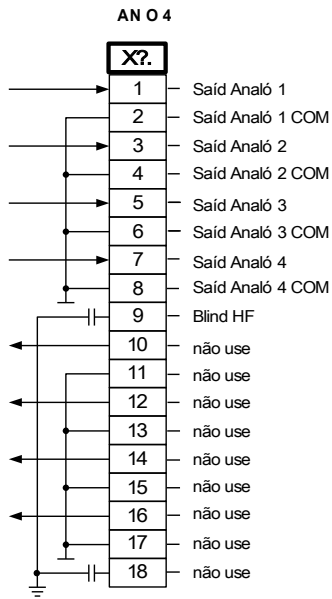 AN O 4
X?.
1 Saíd Analó 1
2 Saíd Analó 1 COM
3 Saíd Analó 2
4 Saíd Analó 2 COM
5 Saíd Analó 3
6 Saíd Analó 3 COM
7 Saíd Analó 4
8 Saíd Analó 4 COM
9 Blind HF
10 não use
11 não use
12 não use
13 não use
14 não use
15 não use
16 não use
17 não use
18 não use